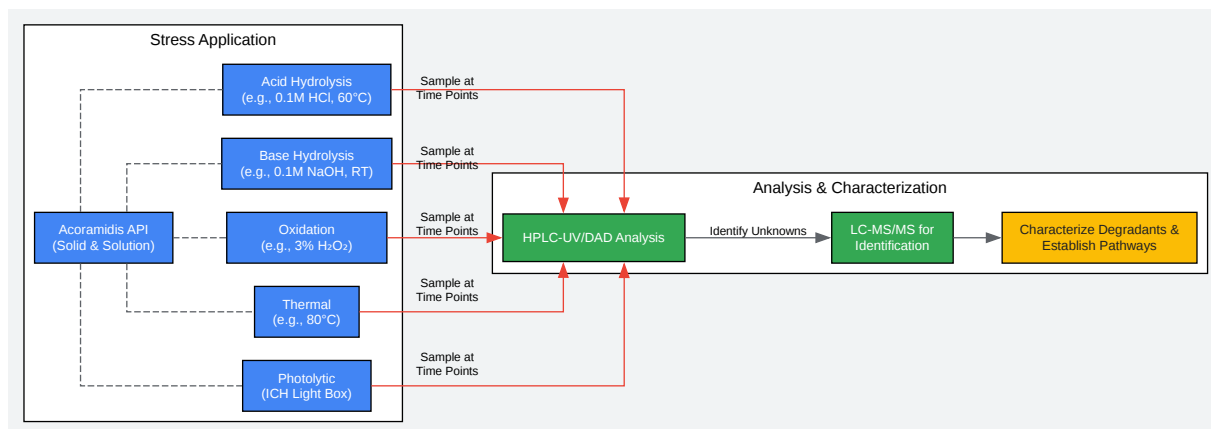 Stress Application
Acid Hydrolysis
(e.g., 0.1M HCl, 60°C)
Sample at
Time Points
Base Hydrolysis
(e.g., 0.1M NaOH, RT)
Sample at
Time Points
Analysis & Characterization
Acoramidis API
(Solid & Solution)
Oxidation
(e.g., 3% H₂O₂)
Sample at
Time Points
HPLC-UV/DAD Analysis
Identify Unknowns
LC-MS/MS for
Identification
Characterize Degradants &
Establish Pathways
Thermal
(e.g., 80°C)
Sample at
Time Points
Photolytic
(ICH Light Box)
Sample at
Time Points